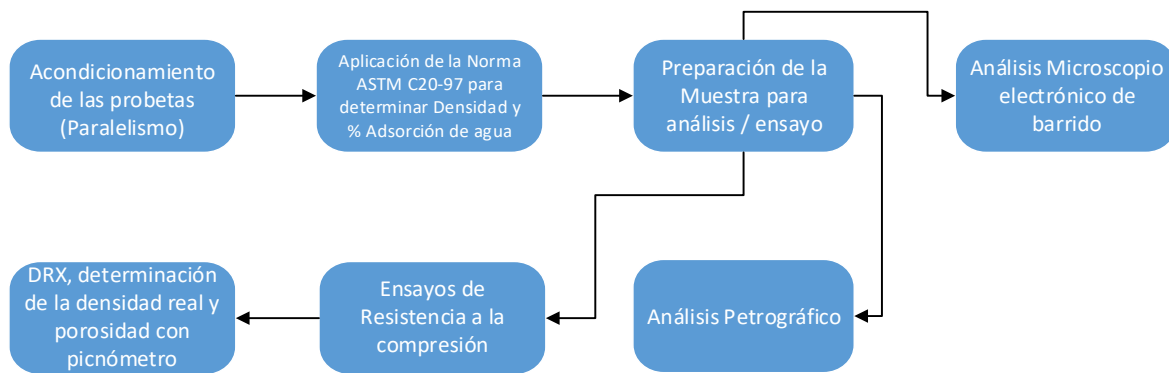 Acondicionamiento
de las probetas
(Paralelismo)
Aplicación de la Norma
ASTM C20-97 para
determinar Densidad y
% Adsorción de agua
Preparación de la
Muestra para
análisis / ensayo
Análisis Microscopio
electrónico de
barrido
DRX, determinación
de la densidad real y
porosidad con
picnómetro
Ensayos de
Resistencia a la
compresión
Análisis Petrográfico